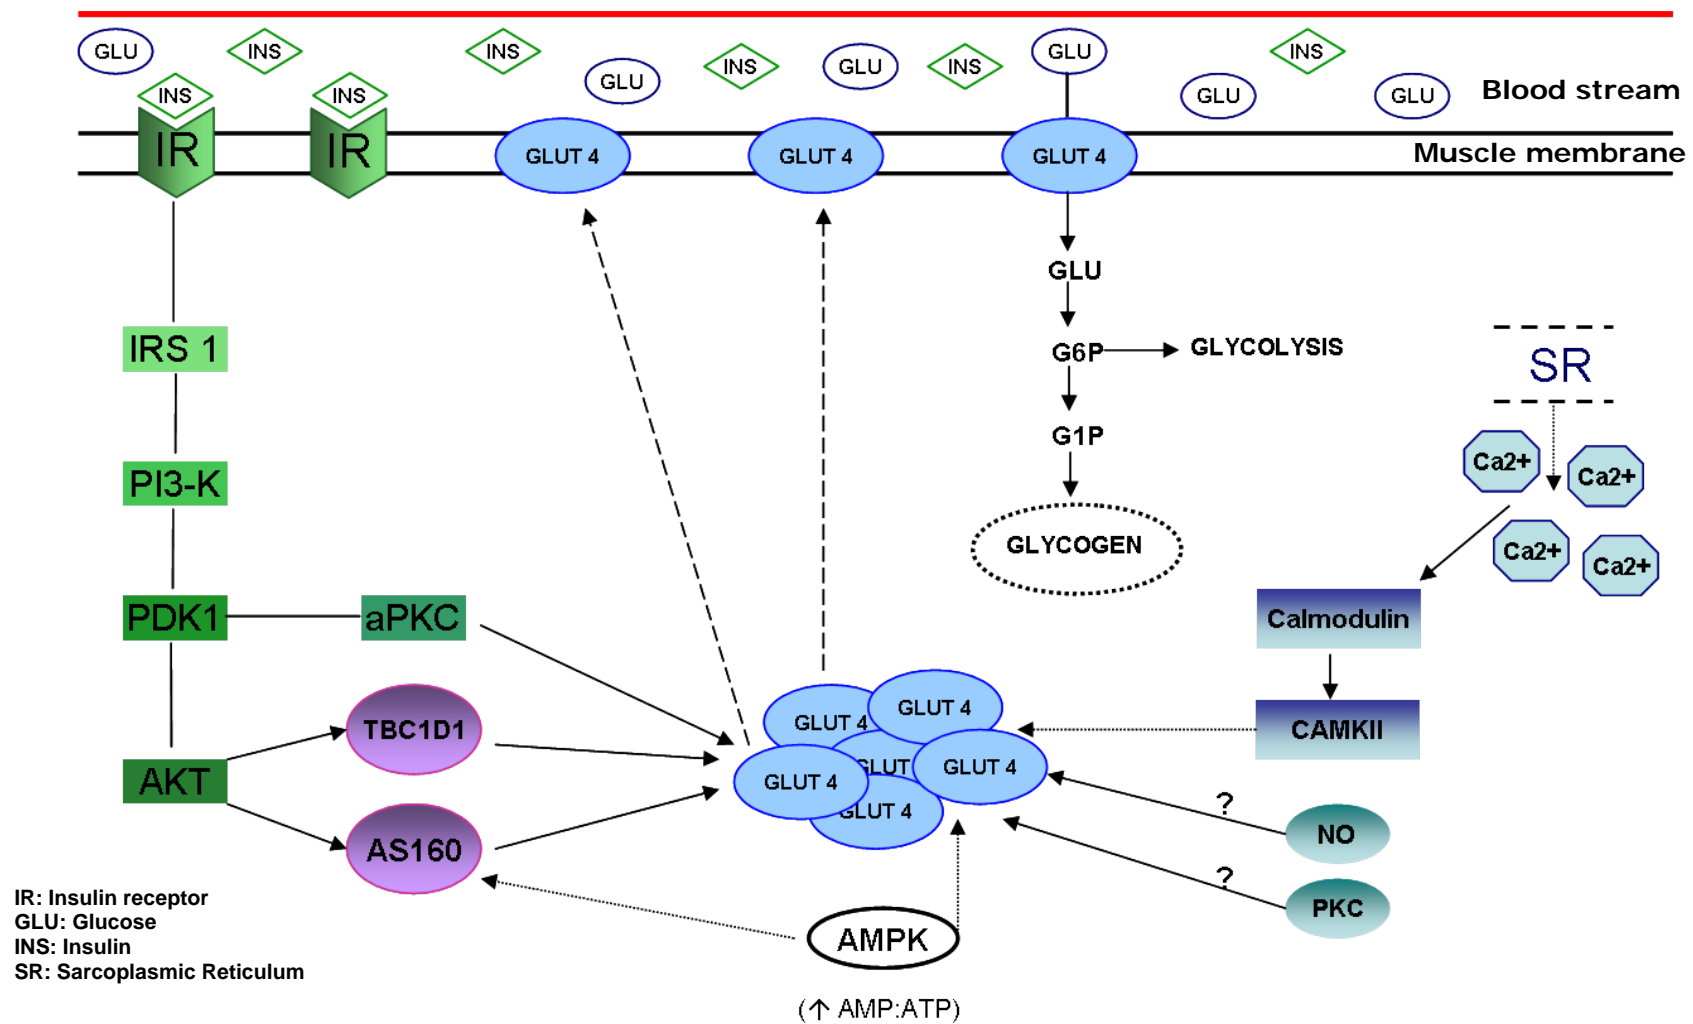 GLU
INS
INS
GLU
INS
GLU
INS
GLU
GLU
INS
GLU
Blood stream
INS
INS
IR
IR
GLUT 4
GLUT 4
GLUT 4
Muscle membrane
GLU
IRS 1
G6P
GLYCOLYSIS
SR
G1P
Ca2+
Ca2+
PI3-K
GLYCOGEN
Ca2+
Ca2+
PDK1
aPKC
Calmodulin
TBC1D1
GLUT 4
GLUT 4
CAMKII
AKT
GLUT 4
GLUT
GLUT 4
GLUT 4
?
NO
AS160
?
PKC
AMPK
(↑ AMP:ATP)
IR: Insulin receptor
GLU: Glucose
INS: Insulin
SR: Sarcoplasmic Reticulum